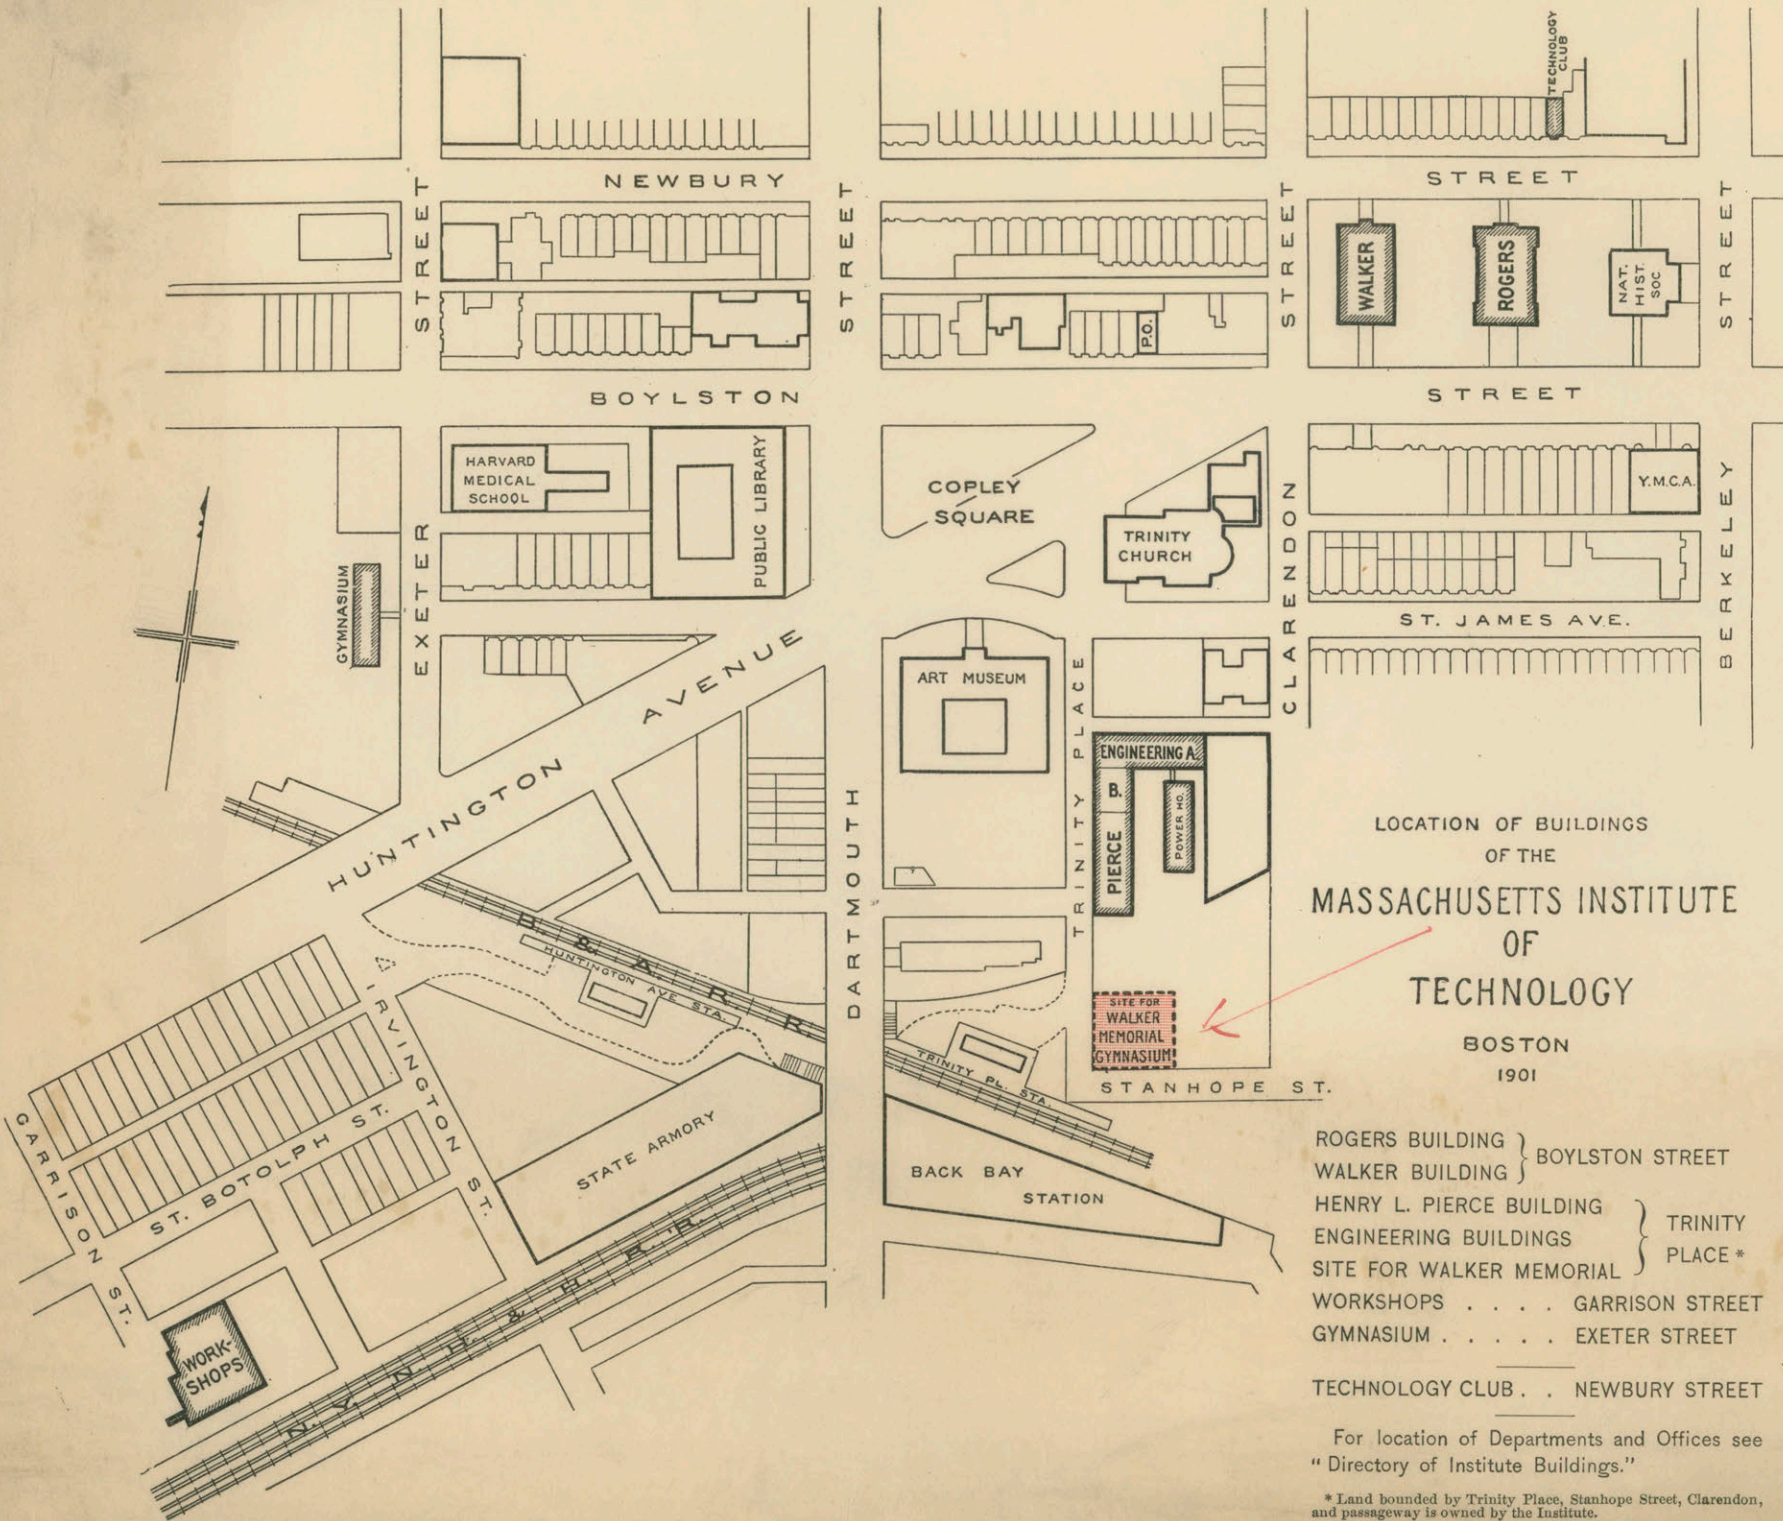 TECHNOLOGY
CLUB
NEWBURY STREET
STREET
STREET
STREET
STREET
WALKER
ROGERS
NAT.
HIST.
SOC
P.O.
BOYLSTON STREET
HARVARD
MEDICAL
SCHOOL
PUBLIC LIBRARY
COPLEY
SQUARE
TRINITY
CHURCH
Y.M.C.A.
GYMNASIUM
EXETER
CLARENDON
BERKELEY
ST. JAMES AVE.
HUNTINGTON AVENUE
ART MUSEUM
TRINITY PLACE
DARTMOUTH
ENGINEERING A.
B.
PIERCE
POWER HO.
B. & A. R. R.
HUNTINGTON AVE STA.
IRVINGTON ST.
SITE FOR
WALKER
MEMORIAL
GYMNASIUM
STANHOPE ST.
TRINITY PL. STA.
STATE ARMORY
BACK BAY
STATION
GARRISON ST.
ST. BOTOLPH ST.
WORK-
SHOPS
N. Y. N. H. & H. R. R.
LOCATION OF BUILDINGS
OF THE
MASSACHUSETTS INSTITUTE
OF
TECHNOLOGY
BOSTON
1901
ROGERS BUILDING
WALKER BUILDING
BOYLSTON STREET
HENRY L. PIERCE BUILDING
ENGINEERING BUILDINGS
SITE FOR WALKER MEMORIAL
TRINITY
PLACE *
WORKSHOPS . . . . GARRISON STREET
GYMNASIUM . . . . . EXETER STREET
TECHNOLOGY CLUB . . NEWBURY STREET
For location of Departments and Offices see
"Directory of Institute Buildings."
* Land bounded by Trinity Place, Stanhope Street, Clarendon,
and passageway is owned by the Institute.